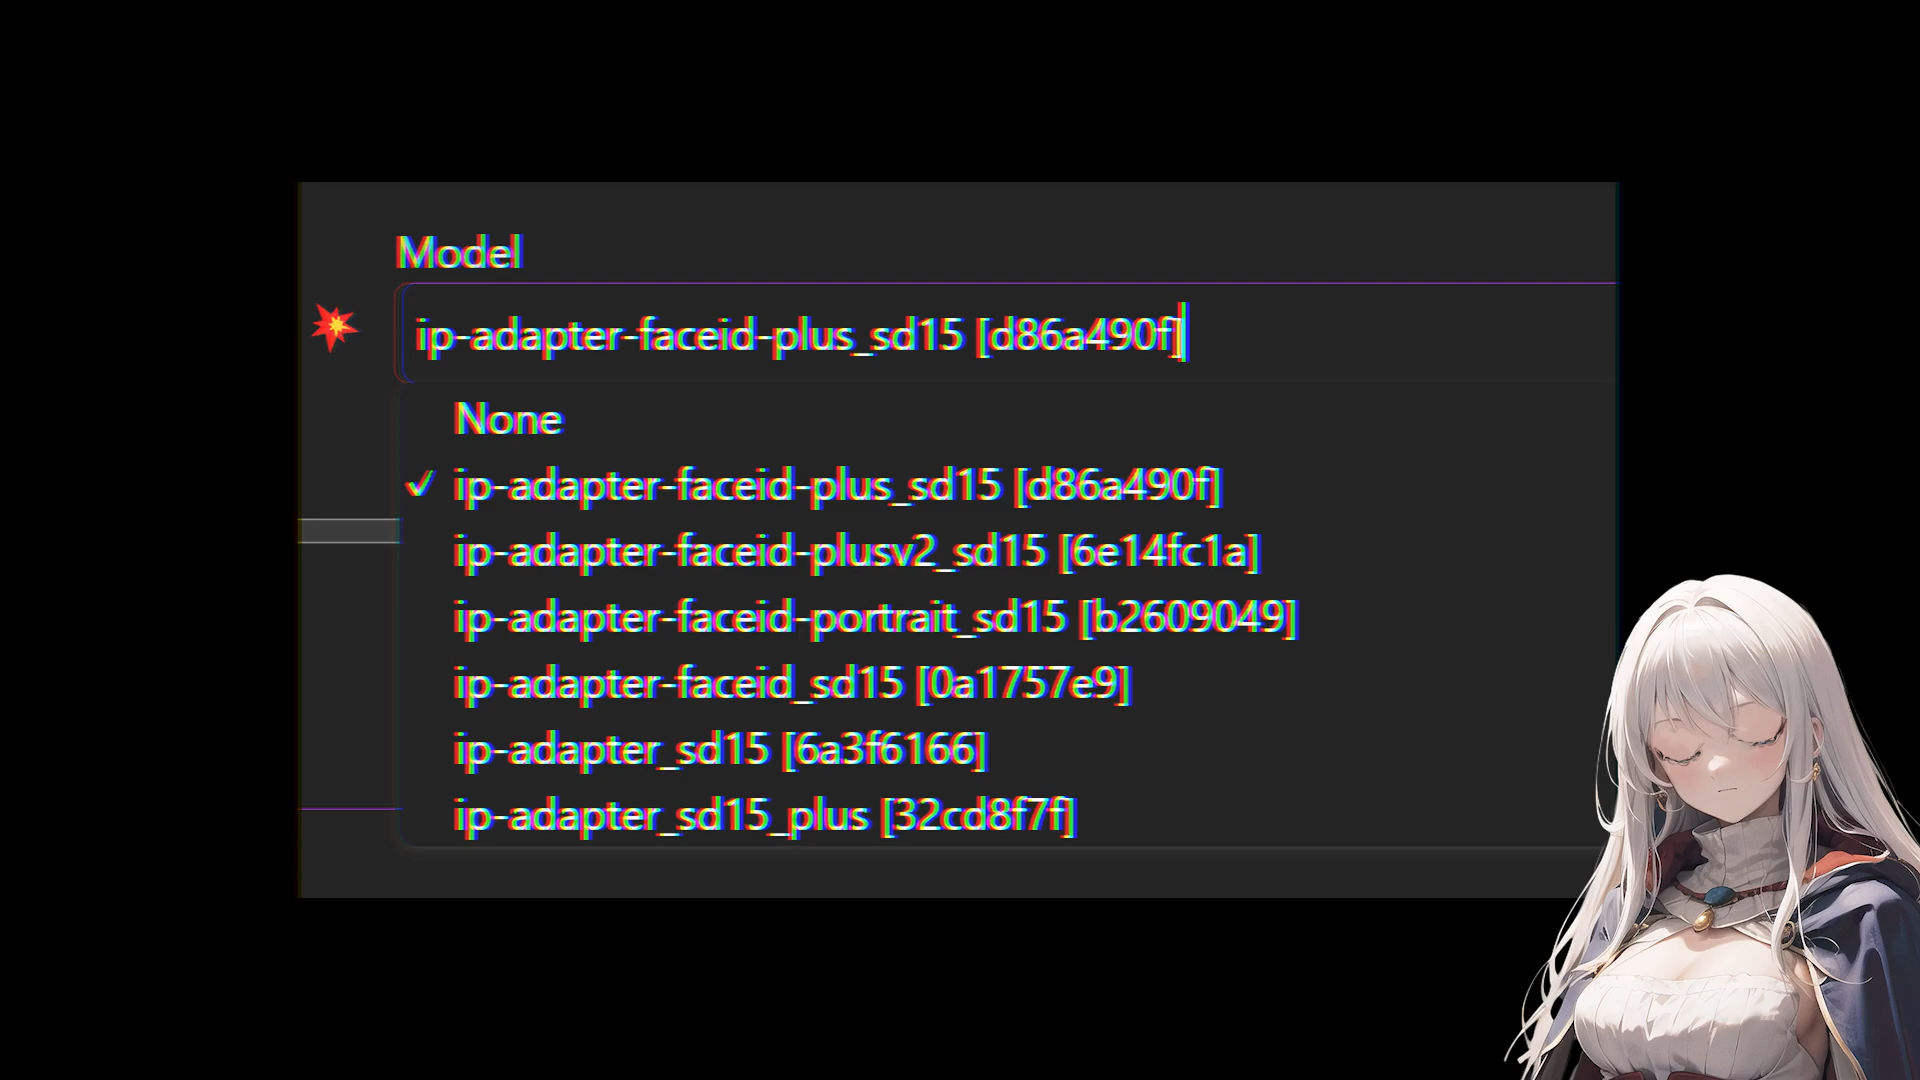 Model
ip-adapter-faceid-plus_sd15 [d86a490f]
None
✓ ip-adapter-faceid-plus_sd15 [d86a490f]
ip-adapter-faceid-plusv2_sd15 [6e14fc1a]
ip-adapter-faceid-portrait_sd15 [b2609049]
ip-adapter-faceid_sd15 [0a1757e9]
ip-adapter_sd15 [6a3f6166]
ip-adapter_sd15_plus [32cd8f7f]